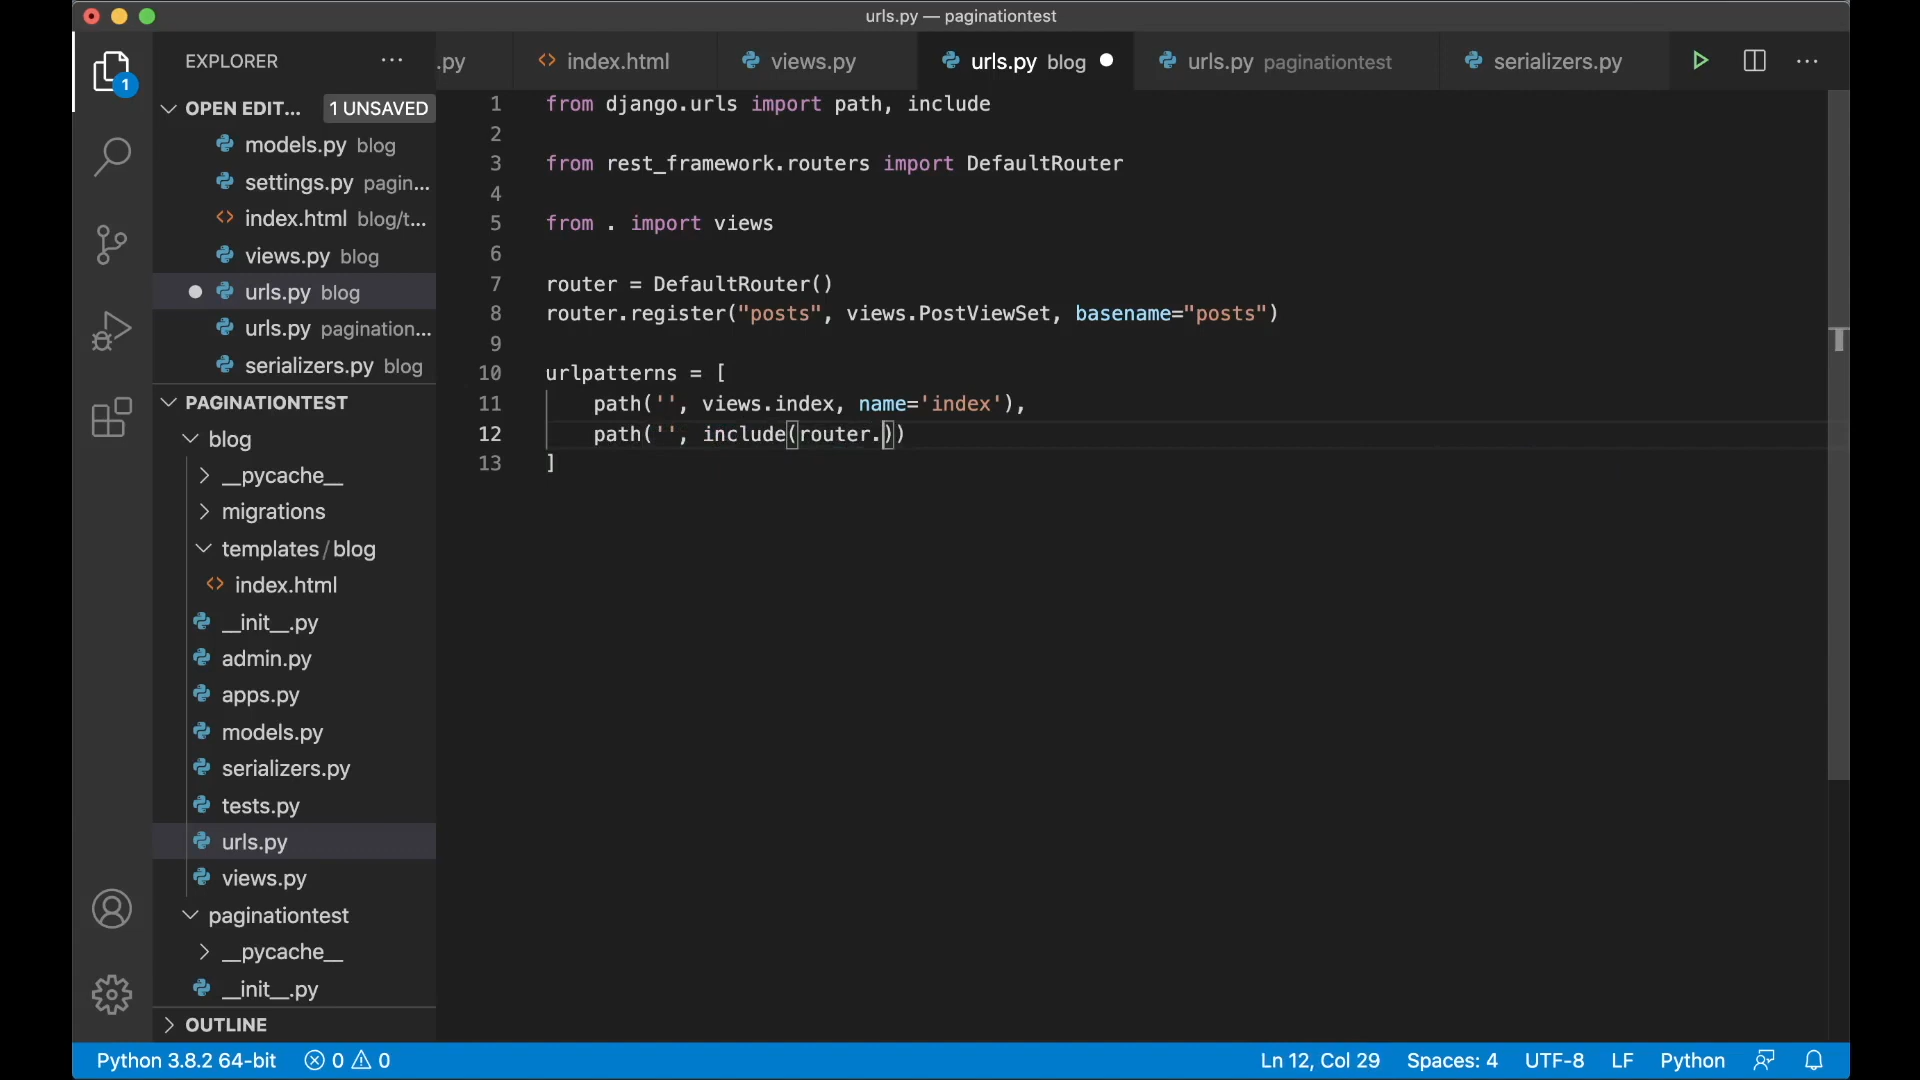 urls.py — paginationtest
EXPLORER
.py
index.html
views.py
urls.py blog
urls.py paginationtest
serializers.py
1
OPEN EDIT... 1 UNSAVED
models.py blog
settings.py pagin...
index.html blog/t...
views.py blog
urls.py blog
urls.py pagination...
serializers.py blog
PAGINATIONTEST
blog
__pycache__
migrations
templates/blog
index.html
__init__.py
admin.py
apps.py
models.py
serializers.py
tests.py
urls.py
views.py
paginationtest
__pycache__
__init__.py
OUTLINE
1 from django.urls import path, include
2
3 from rest_framework.routers import DefaultRouter
4
5 from . import views
6
7 router = DefaultRouter()
8 router.register("posts", views.PostViewSet, basename="posts")
9
10 urlpatterns = [
11     path('', views.index, name='index'),
12     path('', include(router.))
13 ]
Python 3.8.2 64-bit 0 0 Ln 12, Col 29 Spaces: 4 UTF-8 LF Python